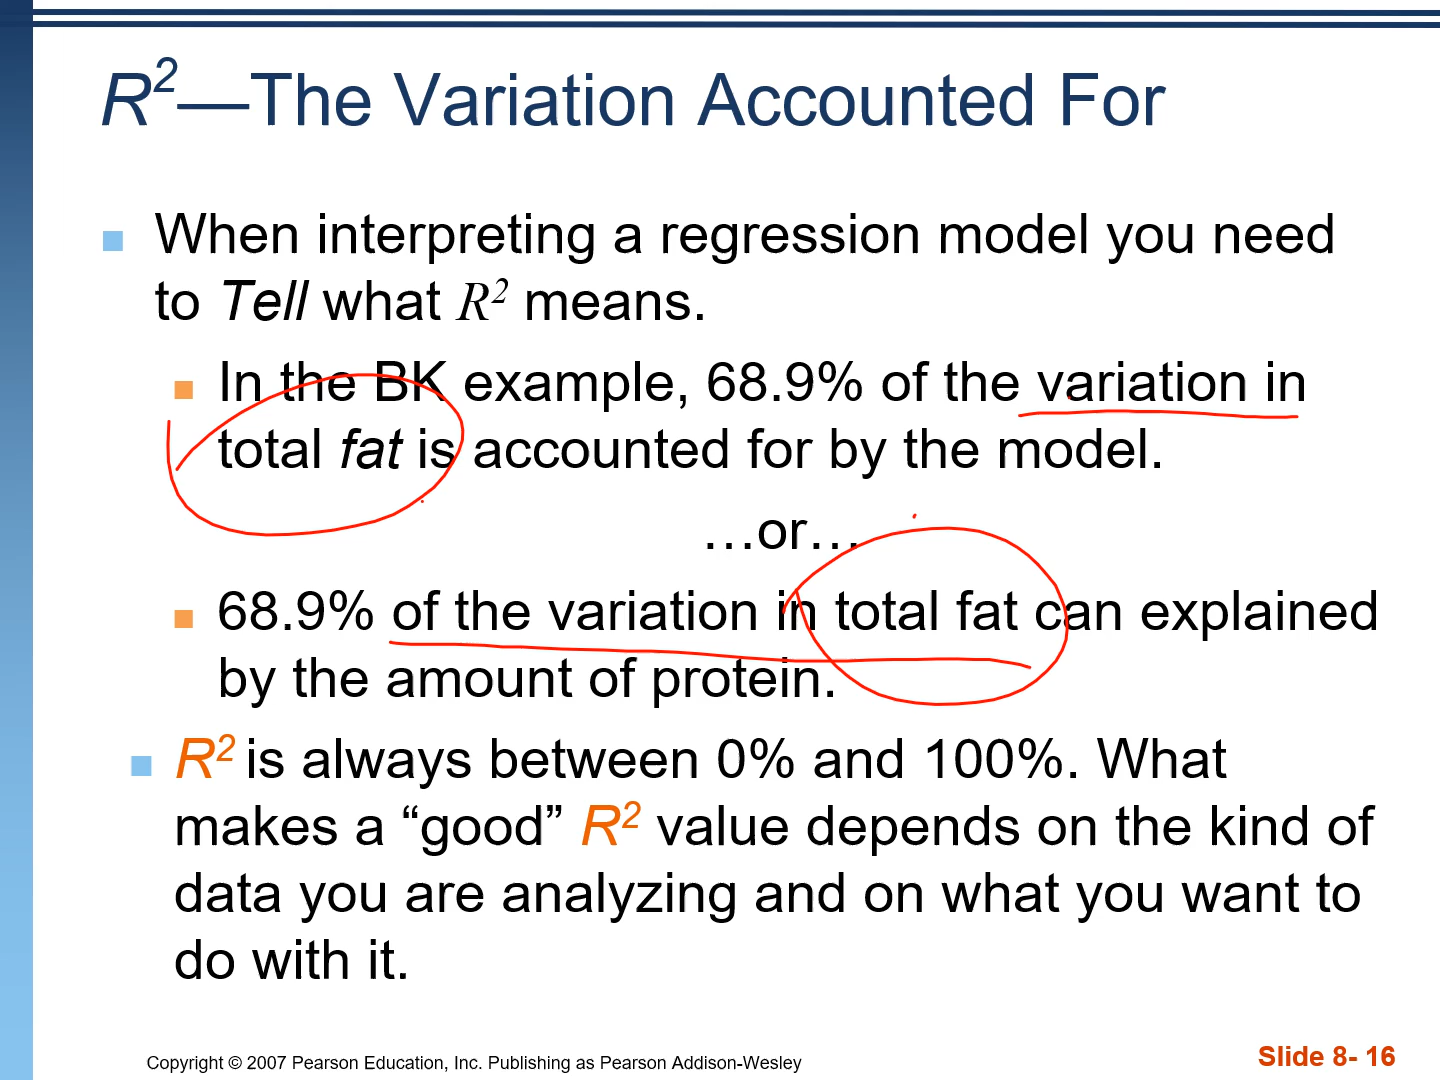 R²—The Variation Accounted For
When interpreting a regression model you need
to Tell what R² means.
In the BK example, 68.9% of the variation in
total fat is accounted for by the model.
…or…
68.9% of the variation in total fat can explained
by the amount of protein.
R² is always between 0% and 100%. What
makes a “good” R² value depends on the kind of
data you are analyzing and on what you want to
do with it.
Copyright © 2007 Pearson Education, Inc. Publishing as Pearson Addison-Wesley
Slide 8- 16